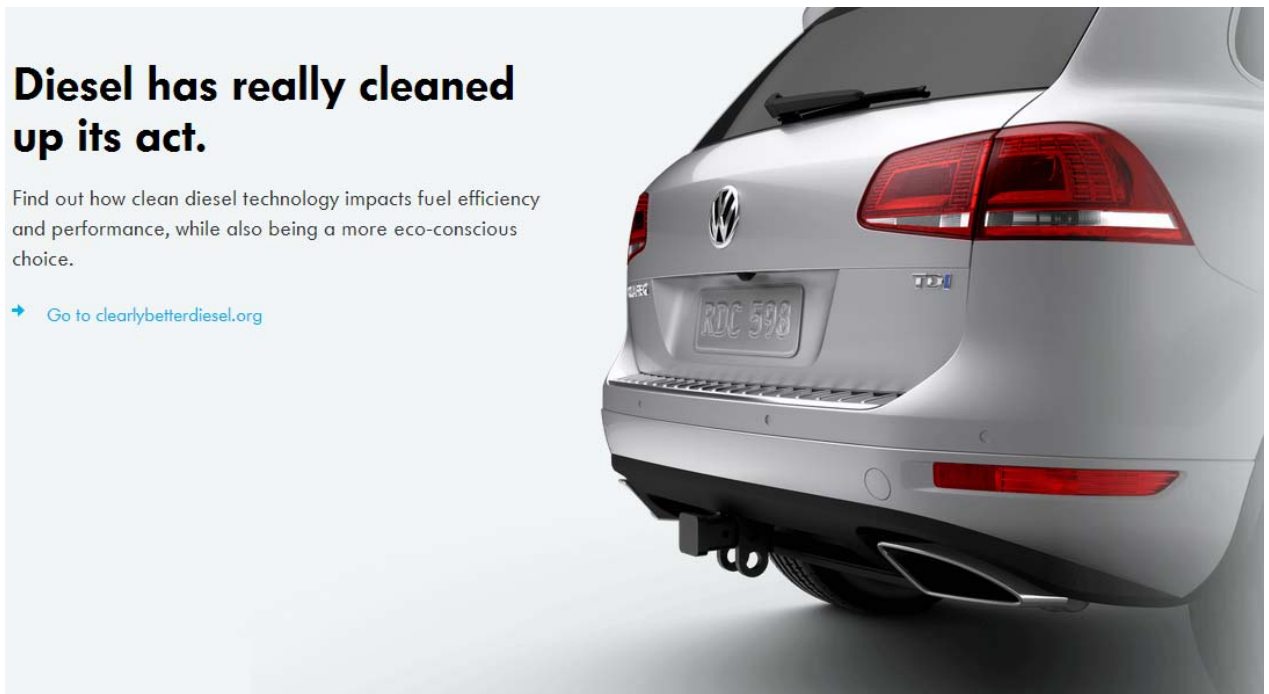 Diesel has really cleaned
up its act.
Find out how clean diesel technology impacts fuel efficiency
and performance, while also being a more eco-conscious
choice.
Go to clearlybetterdiesel.org
TDI
RDC 598